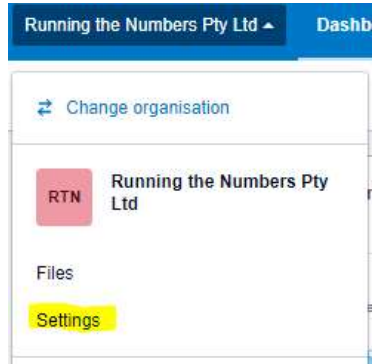 Running the Numbers Pty Ltd Dashb
Change organisation
RTN
Running the Numbers Pty
Ltd
Files
Settings